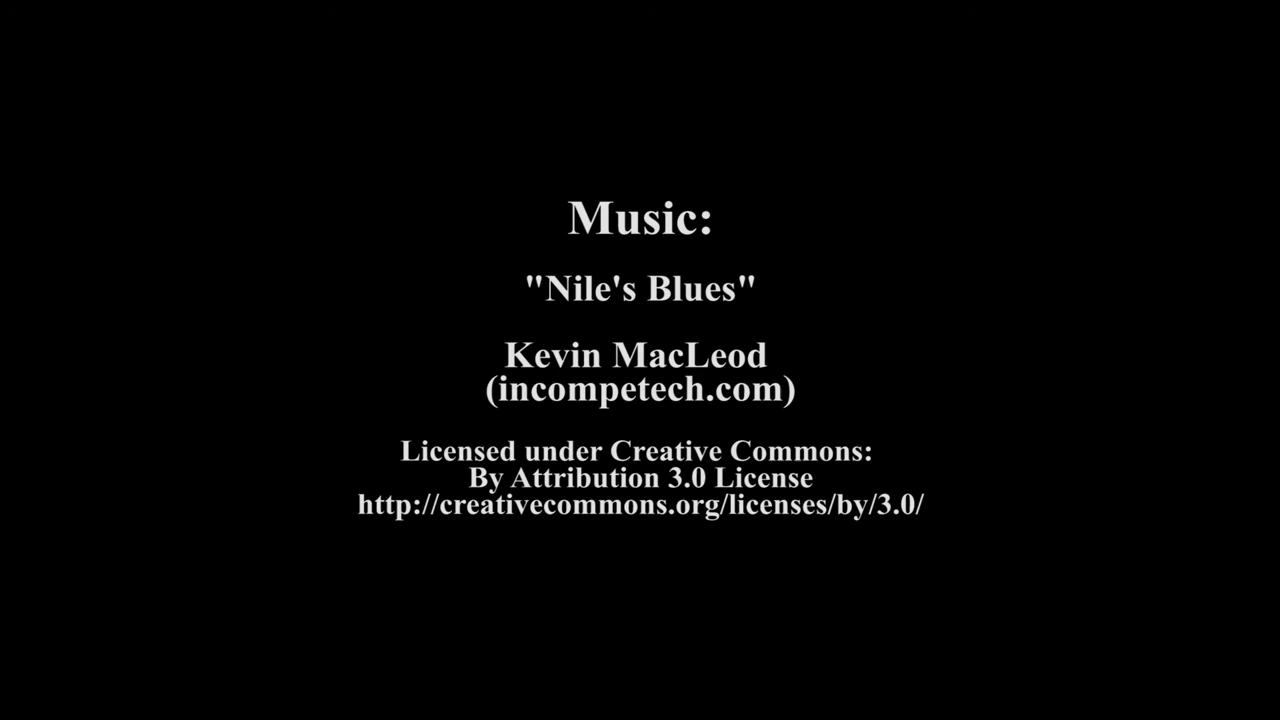 Music:
"Nile's Blues"
Kevin MacLeod
(incompetech.com)
Licensed under Creative Commons:
By Attribution 3.0 License
http://creativecommons.org/licenses/by/3.0/